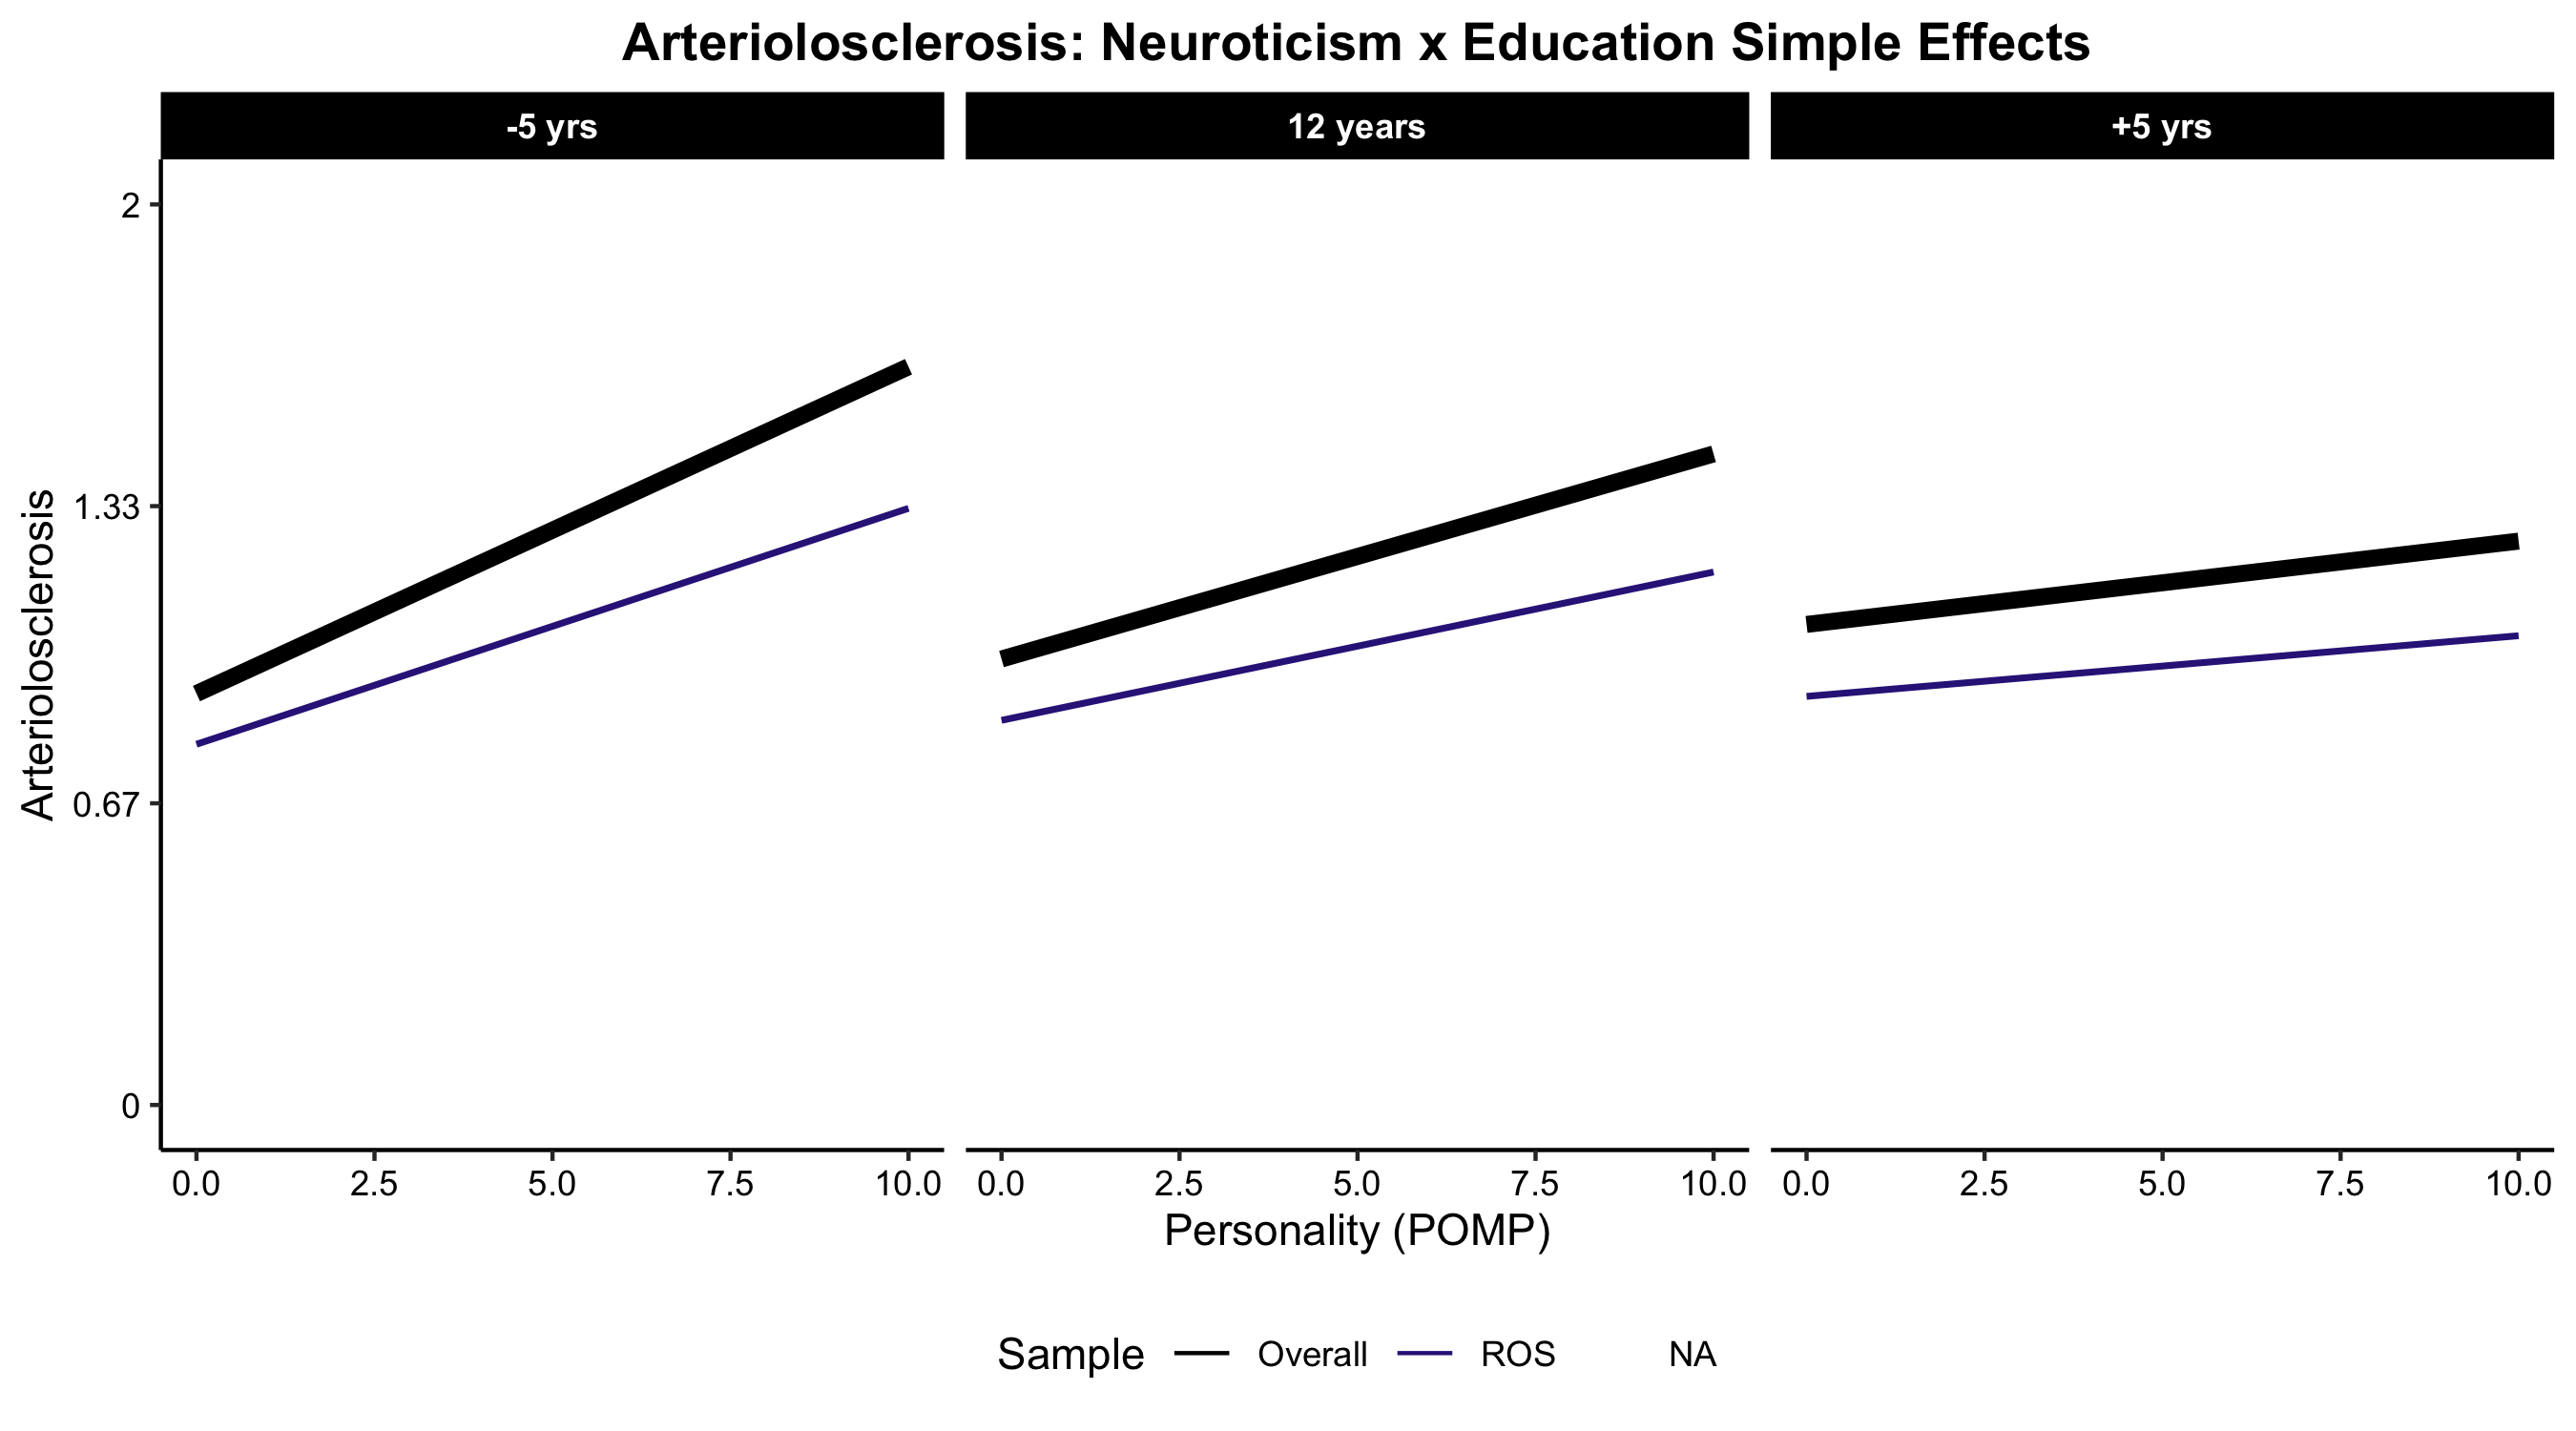 Arteriolosclerosis: Neuroticism x Education Simple Effects
-5 yrs 12 years +5 yrs
Arteriolosclerosis
2
1.33
0.67
0
0.0 2.5 5.0 7.5 10.0 0.0 2.5 5.0 7.5 10.0 0.0 2.5 5.0 7.5 10.0
Personality (POMP)
Sample Overall ROS NA